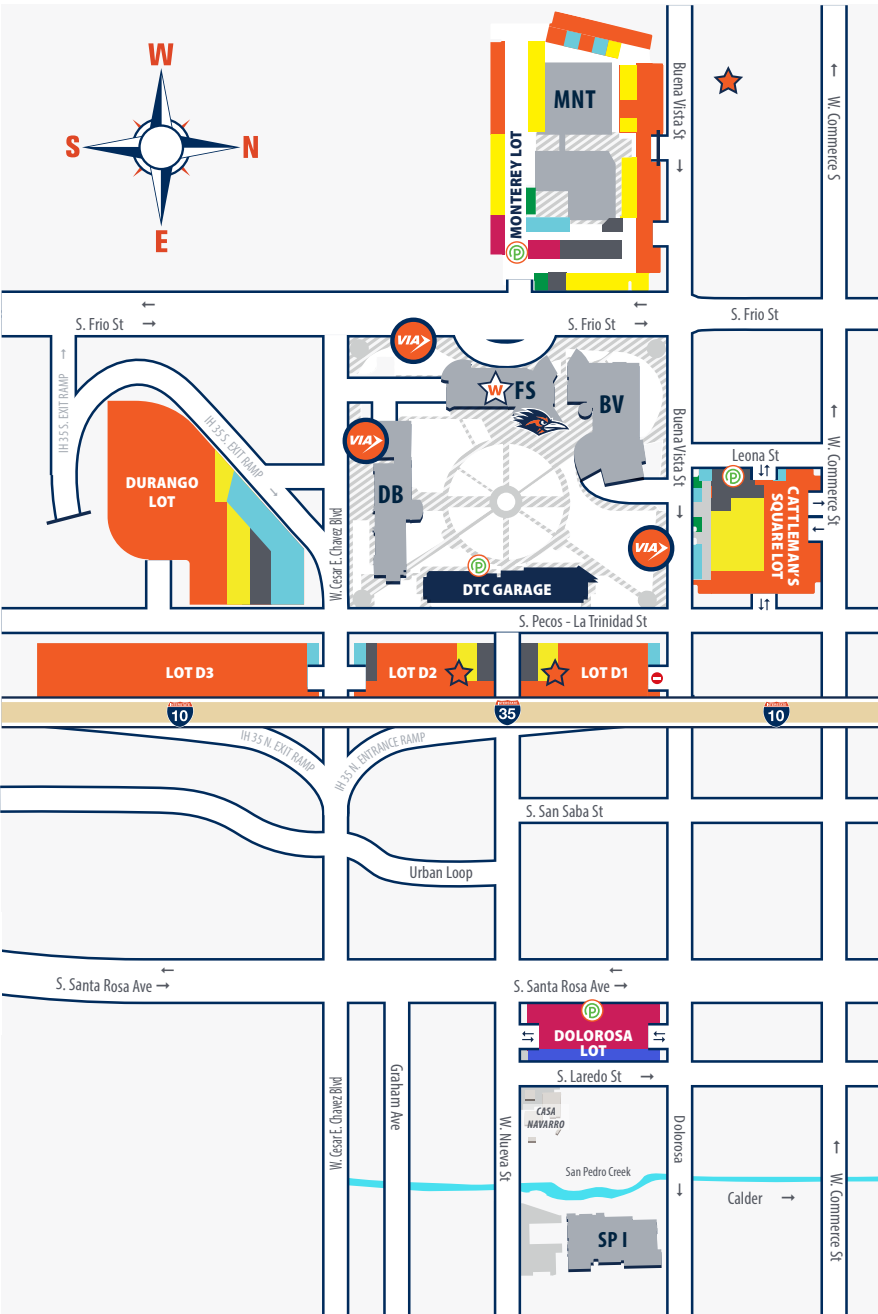 W
S
N
E
Buena Vista St
W. Commerce S
MNT
MONTEREY LOT
P
S. Frio St
S. Frio St
S. Frio St
VIA
W
FS
BV
IH 35 S. EXIT RAMP
IH 35 S. EXIT RAMP
Buena Vista St
W. Commerce St
Leona St
P
DURANGO
LOT
VIA
DB
CATTLEMAN'S
SQUARE LOT
W. Cesar E. Chavez Blvd
VIA
P
DTC GARAGE
S. Pecos - La Trinidad St
LOT D3
LOT D2
LOT D1
10
35
10
IH 35 N. EXIT RAMP
IH 35 N. ENTRANCE RAMP
S. San Saba St
Urban Loop
S. Santa Rosa Ave
S. Santa Rosa Ave
P
DOLOROSA
LOT
S. Laredo St
W. Cesar E. Chavez Blvd
Graham Ave
W. Nueva St
CASA
NAVARRO
Dolorosa
San Pedro Creek
Calder
W. Commerce St
SP I